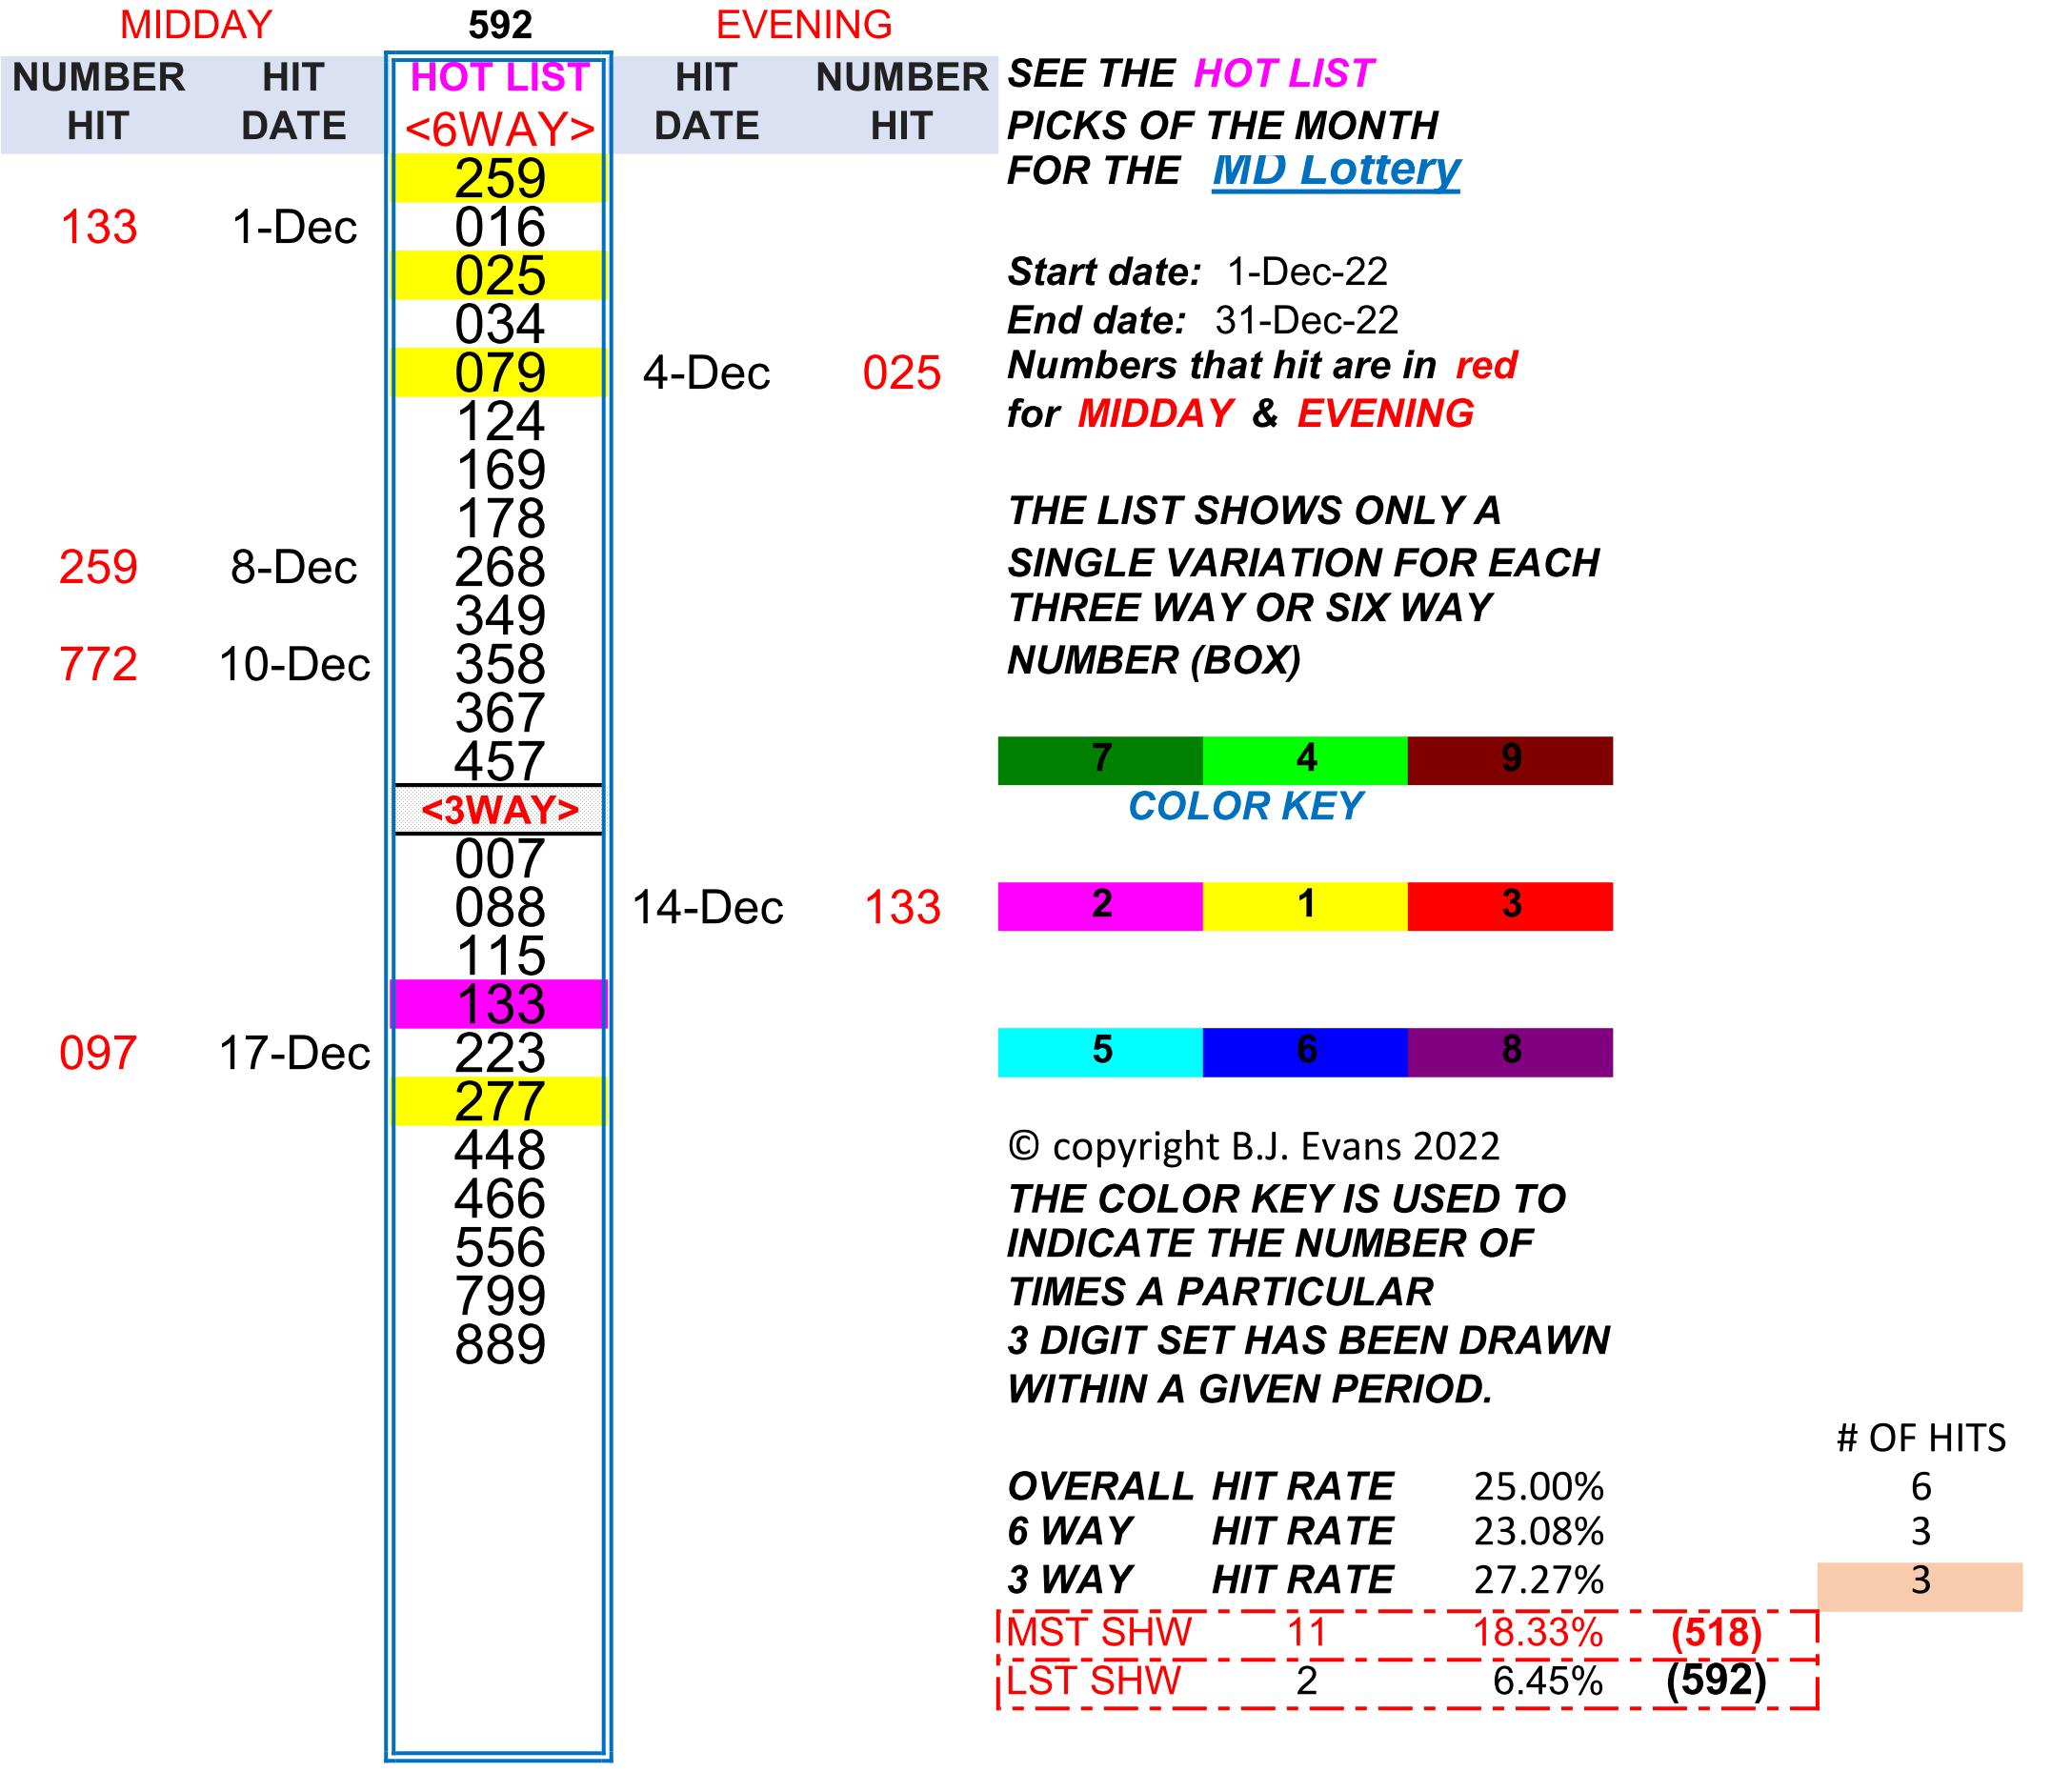 MIDDAY 592 EVENING
NUMBER HIT HOT LIST HIT NUMBER SEE THE HOT LIST
HIT DATE <6WAY> DATE HIT PICKS OF THE MONTH
259 FOR THE MD Lottery
133 1-Dec 016
025 Start date: 1-Dec-22
034 End date: 31-Dec-22
079 4-Dec 025 Numbers that hit are in red
124 for MIDDAY & EVENING
169
178 THE LIST SHOWS ONLY A
259 8-Dec 268 SINGLE VARIATION FOR EACH
349 THREE WAY OR SIX WAY
772 10-Dec 358 NUMBER (BOX)
367
457 7 4 9
<3WAY> COLOR KEY
007
088 14-Dec 133 2 1 3
115
133
097 17-Dec 223 5 6 8
277
448 © copyright B.J. Evans 2022
466 THE COLOR KEY IS USED TO
556 INDICATE THE NUMBER OF
799 TIMES A PARTICULAR
889 3 DIGIT SET HAS BEEN DRAWN
WITHIN A GIVEN PERIOD.
# OF HITS
OVERALL HIT RATE 25.00% 6
6 WAY HIT RATE 23.08% 3
3 WAY HIT RATE 27.27% 3
MST SHW 11 18.33% (518)
LST SHW 2 6.45% (592)